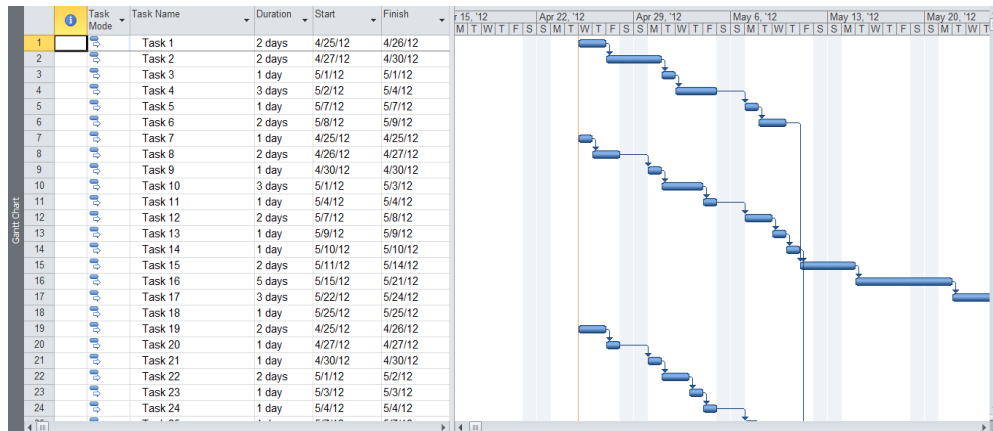 Task Mode Task Name Duration Start Finish r 15, '12 Apr 22, '12 Apr 29, '12 May 6, '12 May 13, '12 May 20, '12
M T W T F S S M T W T F S S M T W T F S S M T W T F S S M T W T F S S M T W T
1 Task 1 2 days 4/25/12 4/26/12
2 Task 2 2 days 4/27/12 4/30/12
3 Task 3 1 day 5/1/12 5/1/12
4 Task 4 3 days 5/2/12 5/4/12
5 Task 5 1 day 5/7/12 5/7/12
6 Task 6 2 days 5/8/12 5/9/12
7 Task 7 1 day 4/25/12 4/25/12
8 Task 8 2 days 4/26/12 4/27/12
9 Task 9 1 day 4/30/12 4/30/12
10 Task 10 3 days 5/1/12 5/3/12
11 Task 11 1 day 5/4/12 5/4/12
12 Task 12 2 days 5/7/12 5/8/12
13 Task 13 1 day 5/9/12 5/9/12
14 Task 14 1 day 5/10/12 5/10/12
15 Task 15 2 days 5/11/12 5/14/12
16 Task 16 5 days 5/15/12 5/21/12
17 Task 17 3 days 5/22/12 5/24/12
18 Task 18 1 day 5/25/12 5/25/12
19 Task 19 2 days 4/25/12 4/26/12
20 Task 20 1 day 4/27/12 4/27/12
21 Task 21 1 day 4/30/12 4/30/12
22 Task 22 2 days 5/1/12 5/2/12
23 Task 23 1 day 5/3/12 5/3/12
24 Task 24 1 day 5/4/12 5/4/12
Gantt Chart